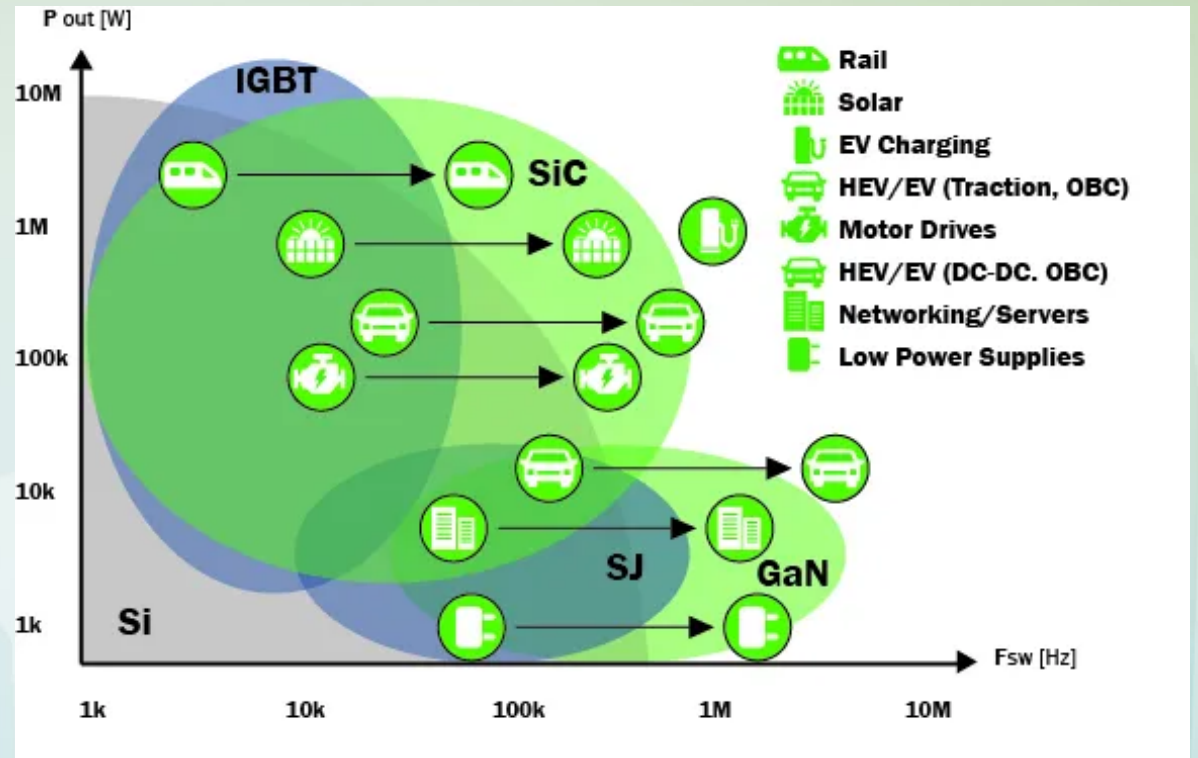 P out [W]
IGBT
10M
SiC
1M
100k
10k
SJ
GaN
Si
1k
Fsw [Hz]
1k 10k 100k 1M 10M
Rail
Solar
EV Charging
HEV/EV (Traction, OBC)
Motor Drives
HEV/EV (DC-DC. OBC)
Networking/Servers
Low Power Supplies